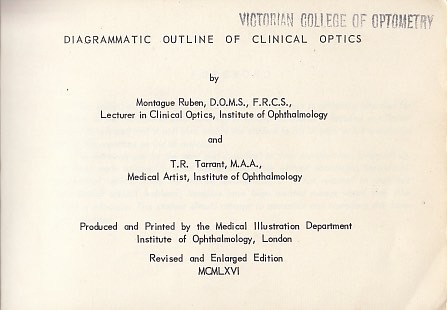 VICTORIAN COLLEGE OF OPTOMETRY
DIAGRAMMATIC OUTLINE OF CLINICAL OPTICS
by
Montague Ruben, D.O.M.S., F.R.C.S.,
Lecturer in Clinical Optics, Institute of Ophthalmology
and
T.R. Tarrant, M.A.A.,
Medical Artist, Institute of Ophthalmology
Produced and Printed by the Medical Illustration Department
Institute of Ophthalmology, London
Revised and Enlarged Edition
MCMLXVI